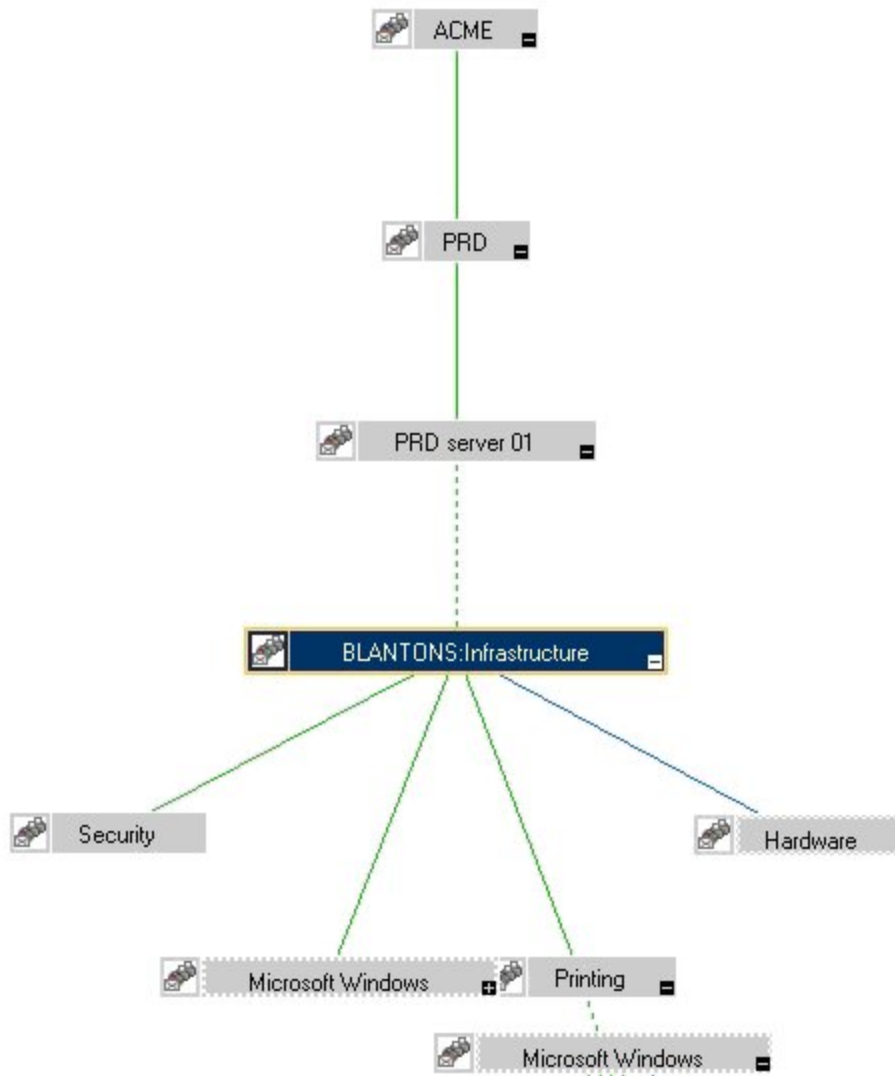 ACME
PRD
PRD server 01
BLANTONS:Infrastructure
Security
Hardware
Microsoft Windows
Printing
Microsoft Windows